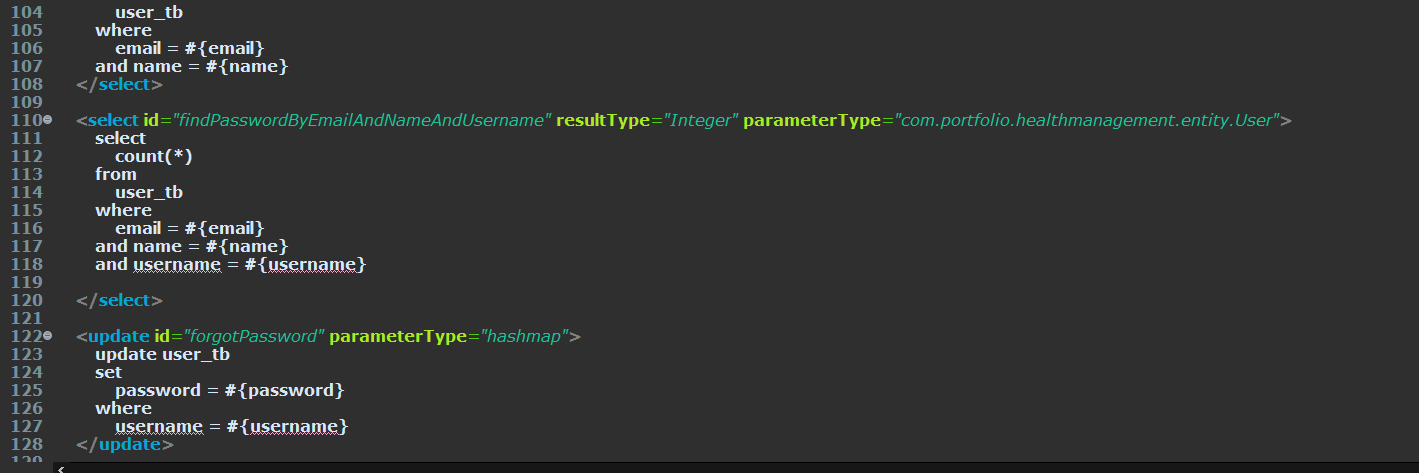 104 user_tb
105 where
106 email = #{email}
107 and name = #{name}
108 </select>
109
110 <select id="findPasswordByEmailAndNameAndUsername" resultType="Integer" parameterType="com.portfolio.healthmanagement.entity.User">
111 select
112 count(*)
113 from
114 user_tb
115 where
116 email = #{email}
117 and name = #{name}
118 and username = #{username}
119
120 </select>
121
122 <update id="forgotPassword" parameterType="hashmap">
123 update user_tb
124 set
125 password = #{password}
126 where
127 username = #{username}
128 </update>
129